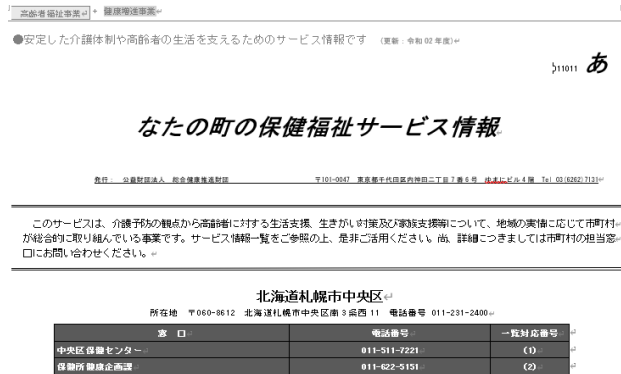 高齢者福祉事業 健康増進事業
●安定した介護体制や高齢者の生活を支えるためのサービス情報です (更新：令和02年度)
511011 あ
なたの町の保健福祉サービス情報
発行： 公益財団法人 総合健康推進財団 〒101-0047 東京都千代田区内神田二丁目7番6号 ゆまにビル4階 Tel 03(6262)7131
このサービスは、介護予防の観点から高齢者に対する生活支援、生きがい対策及び家族支援等について、地域の実情に応じて市町村
が総合的に取り組んでいる事業です。サービス情報一覧をご参照の上、是非ご活用ください。尚、詳細につきましては市町村の担当窓
口にお問い合わせください。
北海道札幌市中央区
所在地 〒060-8612 北海道札幌市中央区南3条西11 電話番号 011-231-2400
窓 口 電話番号 一覧対応番号
中央区保健センター 011-511-7221 (1)
保健所健康企画課 011-622-5151 (2)